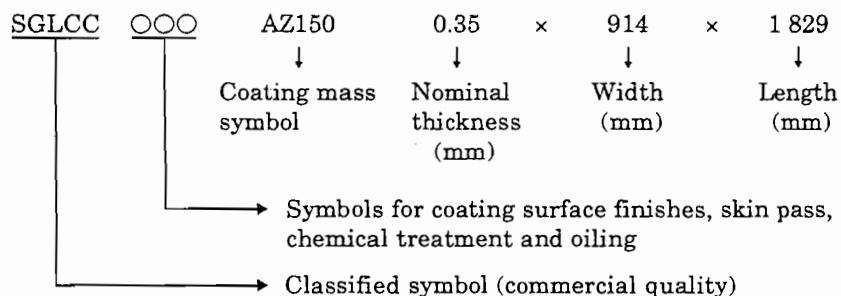 SGLCC ○○○ AZ150 0.35 × 914 × 1 829
Coating mass symbol
Nominal thickness (mm)
Width (mm)
Length (mm)
Symbols for coating surface finishes, skin pass,
chemical treatment and oiling
Classified symbol (commercial quality)